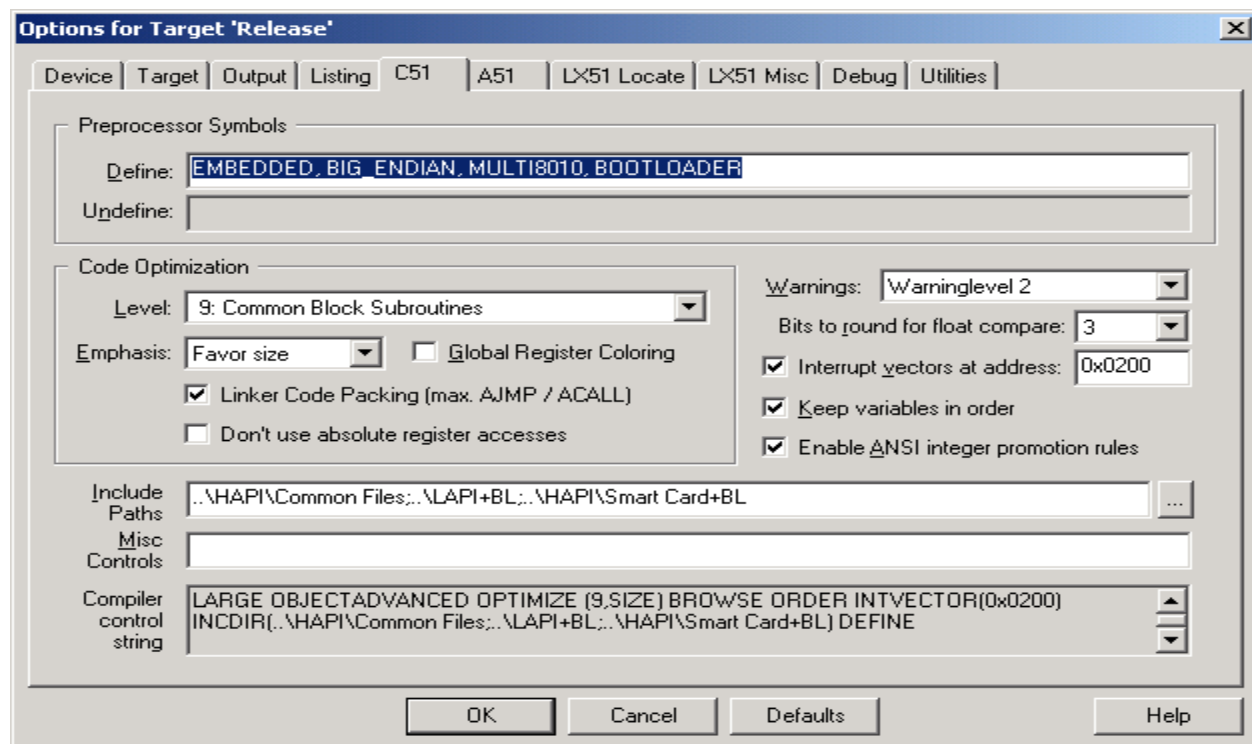 Options for Target 'Release'
Device Target Output Listing C51 A51 LX51 Locate LX51 Misc Debug Utilities
Preprocessor Symbols
Define: EMBEDDED, BIG_ENDIAN, MULTI8010, BOOTLOADER
Undefine:
Code Optimization
Level: 9: Common Block Subroutines
Emphasis: Favor size Global Register Coloring
Linker Code Packing (max. AJMP / ACALL)
Don't use absolute register accesses
Warnings: Warninglevel 2
Bits to round for float compare: 3
Interrupt vectors at address: 0x0200
Keep variables in order
Enable ANSI integer promotion rules
Include
Paths
..\HAPI\Common Files;..\LAPI+BL;..\HAPI\Smart Card+BL
...
Misc
Controls
Compiler
control
string
LARGE OBJECTADVANCED OPTIMIZE (9,SIZE) BROWSE ORDER INTVECTOR(0x0200)
INCDIR(..\HAPI\Common Files;..\LAPI+BL;..\HAPI\Smart Card+BL) DEFINE
OK Cancel Defaults Help